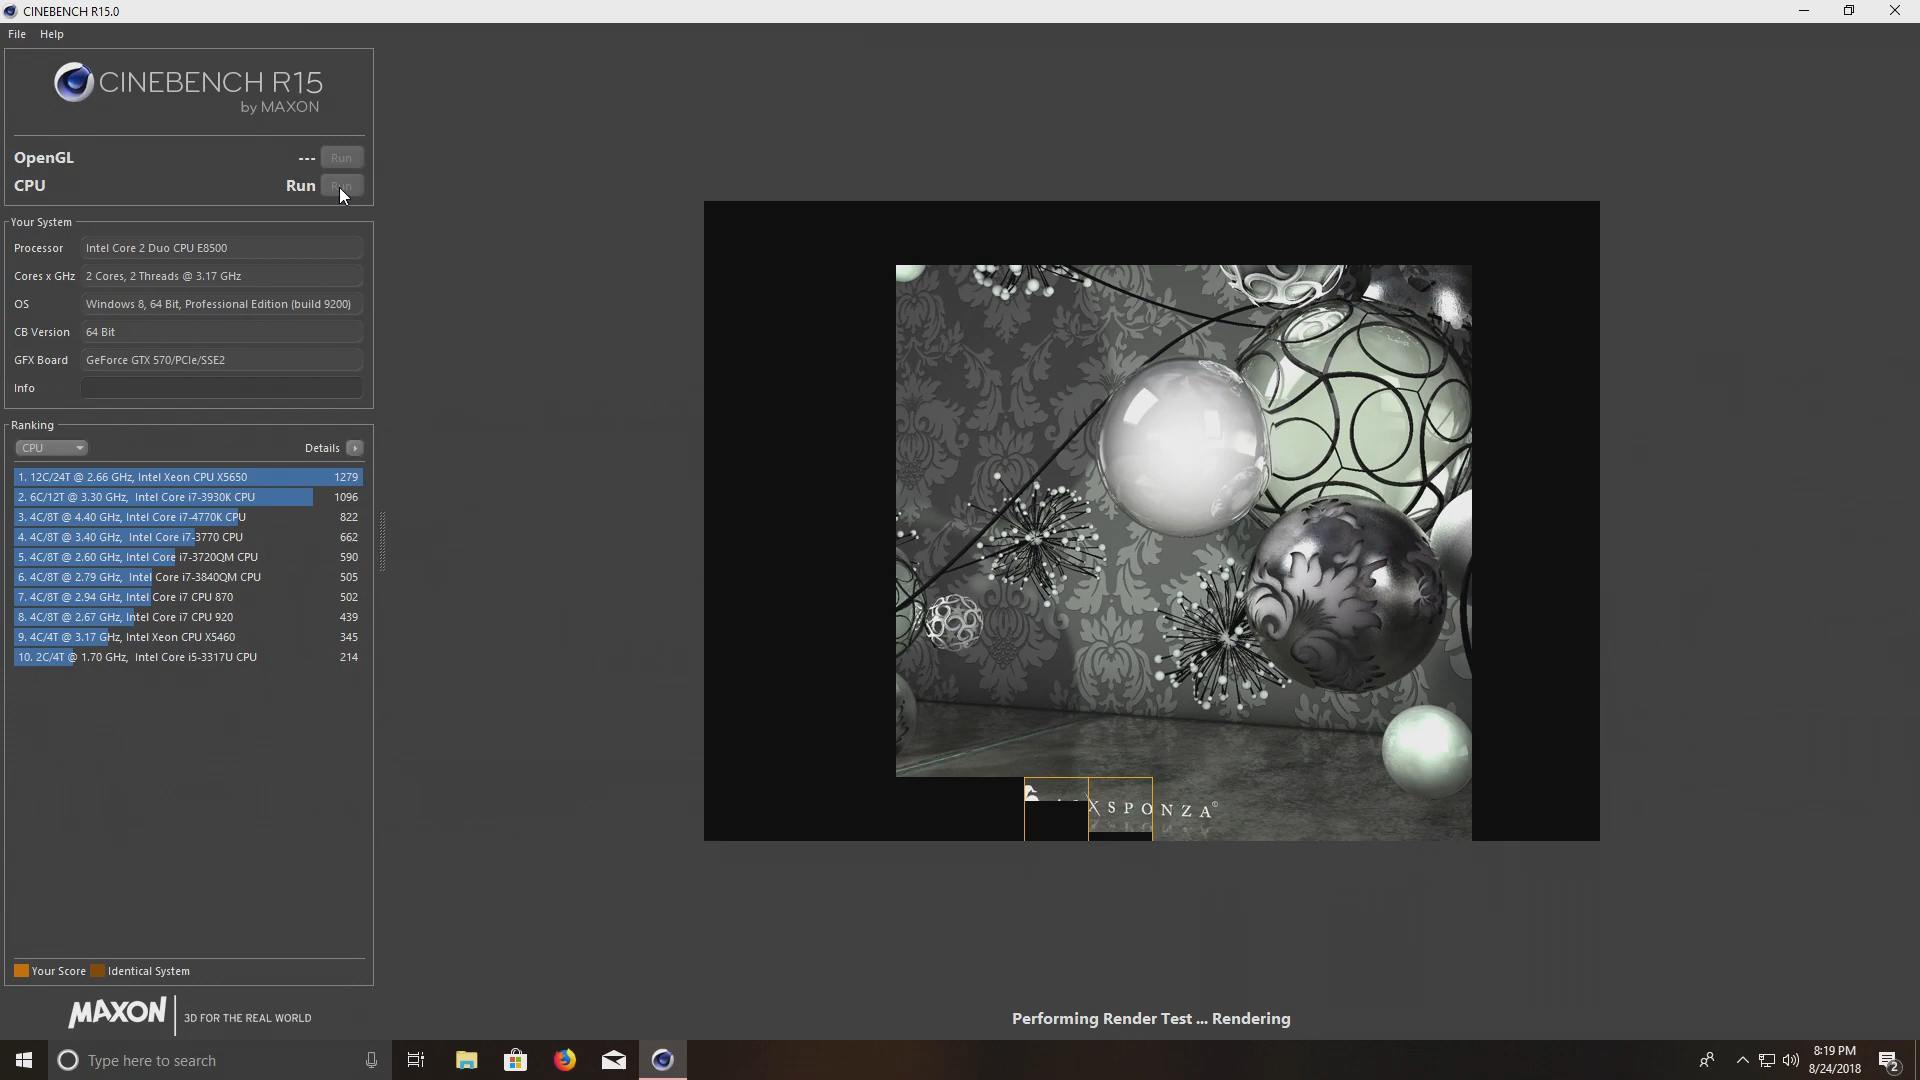 CINEBENCH R15.0
File Help
CINEBENCH R15
by MAXON
OpenGL --- Run
CPU Run Run
Your System
Processor Intel Core 2 Duo CPU E8500
Cores x GHz 2 Cores, 2 Threads @ 3.17 GHz
OS Windows 8, 64 Bit, Professional Edition (build 9200)
CB Version 64 Bit
GFX Board GeForce GTX 570/PCIe/SSE2
Info
Ranking
CPU Details
1. 12C/24T @ 2.66 GHz, Intel Xeon CPU X5650 1279
2. 6C/12T @ 3.30 GHz, Intel Core i7-3930K CPU 1096
3. 4C/8T @ 4.40 GHz, Intel Core i7-4770K CPU 822
4. 4C/8T @ 3.40 GHz, Intel Core i7-3770 CPU 662
5. 4C/8T @ 2.60 GHz, Intel Core i7-3720QM CPU 590
6. 4C/8T @ 2.79 GHz, Intel Core i7-3840QM CPU 505
7. 4C/8T @ 2.94 GHz, Intel Core i7 CPU 870 502
8. 4C/8T @ 2.67 GHz, Intel Core i7 CPU 920 439
9. 4C/4T @ 3.17 GHz, Intel Xeon CPU X5460 345
10. 2C/4T @ 1.70 GHz, Intel Core i5-3317U CPU 214
XSPONZA®
Your Score Identical System
MAXON 3D FOR THE REAL WORLD
Performing Render Test ... Rendering
Type here to search
8:19 PM
8/24/2018
2